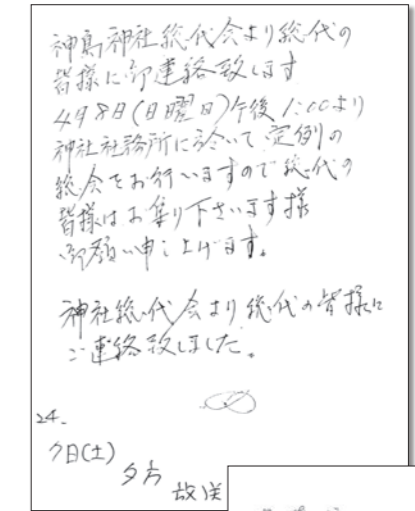 神島神社総代会より総代の
皆様に御連絡致します
4月8日(日曜日)午後1:00より
神社社務所に於いて定例の
総会をお行いますので総代の
皆様はお集り下さいます様
御願い申し上げます。
神社総代会より総代の皆様に
ご連絡致しました。
24.
7日(土)
夕方
放送